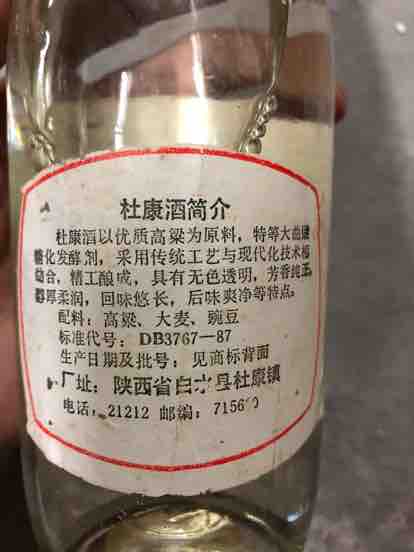 杜康酒简介
杜康酒以优质高粱为原料，特等大曲
糖化发酵剂，采用传统工艺与现代化技术相
结合，精工酿成，具有无色透明，芳香纯正
醇厚柔润，回味悠长，后味爽净等特点。
配料：高粱、大麦、豌豆
标准代号：DB3767—87
生产日期及批号：见商标背面
厂址：陕西省白水县杜康镇
电话：21212 邮编：7156